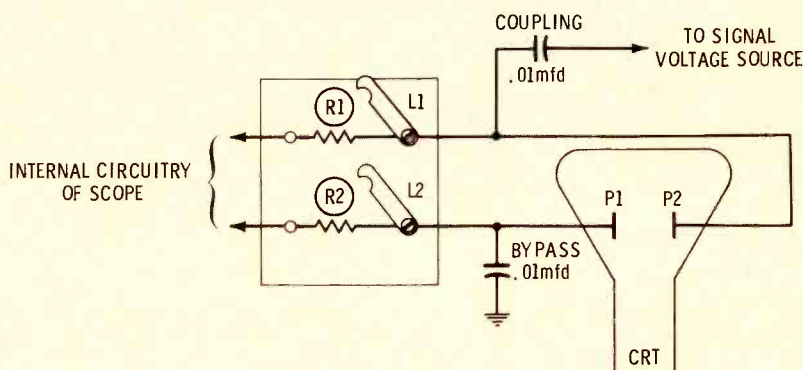 COUPLING
.01mfd
TO SIGNAL
VOLTAGE SOURCE
R1
L1
INTERNAL CIRCUITRY
OF SCOPE
R2
L2
P1
P2
BYPASS
.01mfd
CRT